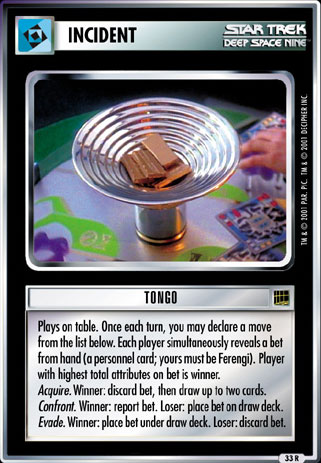 INCIDENT
STAR TREK
DEEP SPACE NINE
TM & © 2001 PAR. PIC. TM & © 2001 DECIPHER INC.
TONGO
Plays on table. Once each turn, you may declare a move
from the list below. Each player simultaneously reveals a bet
from hand (a personnel card; yours must be Ferengi). Player
with highest total attributes on bet is winner.
Acquire. Winner: discard bet, then draw up to two cards.
Confront. Winner: report bet. Loser: place bet on draw deck.
Evade. Winner: place bet under draw deck. Loser: discard bet.
33 R